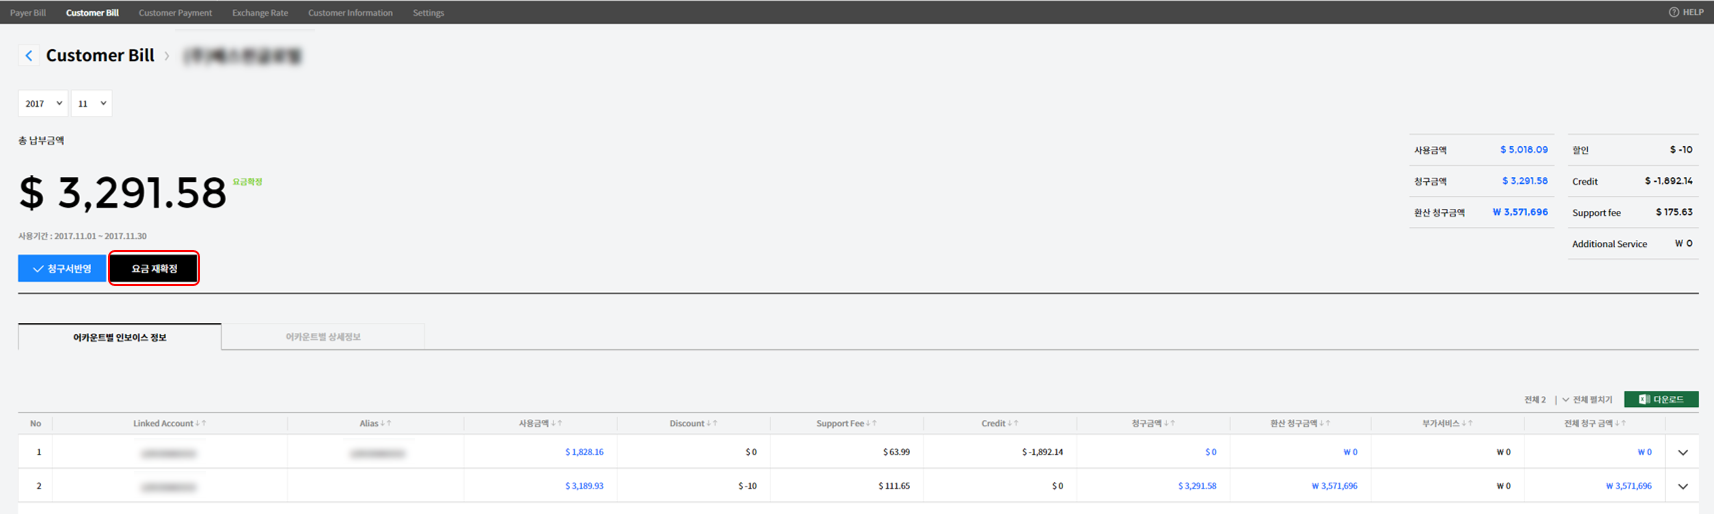 Payer Bill Customer Bill Customer Payment Exchange Rate Customer Information Settings ? HELP
Customer Bill >
2017 11
총 납부금액
$ 3,291.58 요금확정
사용기간 : 2017.11.01 ~ 2017.11.30
청구서반영 요금 재확정
사용금액 $ 5,018.09 할인 $ -10
청구금액 $ 3,291.58 Credit $ -1,892.14
환산 청구금액 ₩ 3,571,696 Support fee $ 175.63
Additional Service ₩ 0
어카운트별 인보이스 정보 어카운트별 상세정보
전체 2 | 전체 펼치기 다운로드
No Linked Account↓↑ Alias↓↑ 사용금액↓↑ Discount↓↑ Support Fee↓↑ Credit↓↑ 청구금액↓↑ 환산 청구금액↓↑ 부가서비스↓↑ 전체 청구 금액↓↑
1 $ 1,828.16 $ 0 $ 63.99 $ -1,892.14 $ 0 ₩ 0 ₩ 0 ₩ 0
2 $ 3,189.93 $ -10 $ 111.65 $ 0 $ 3,291.58 ₩ 3,571,696 ₩ 0 ₩ 3,571,696